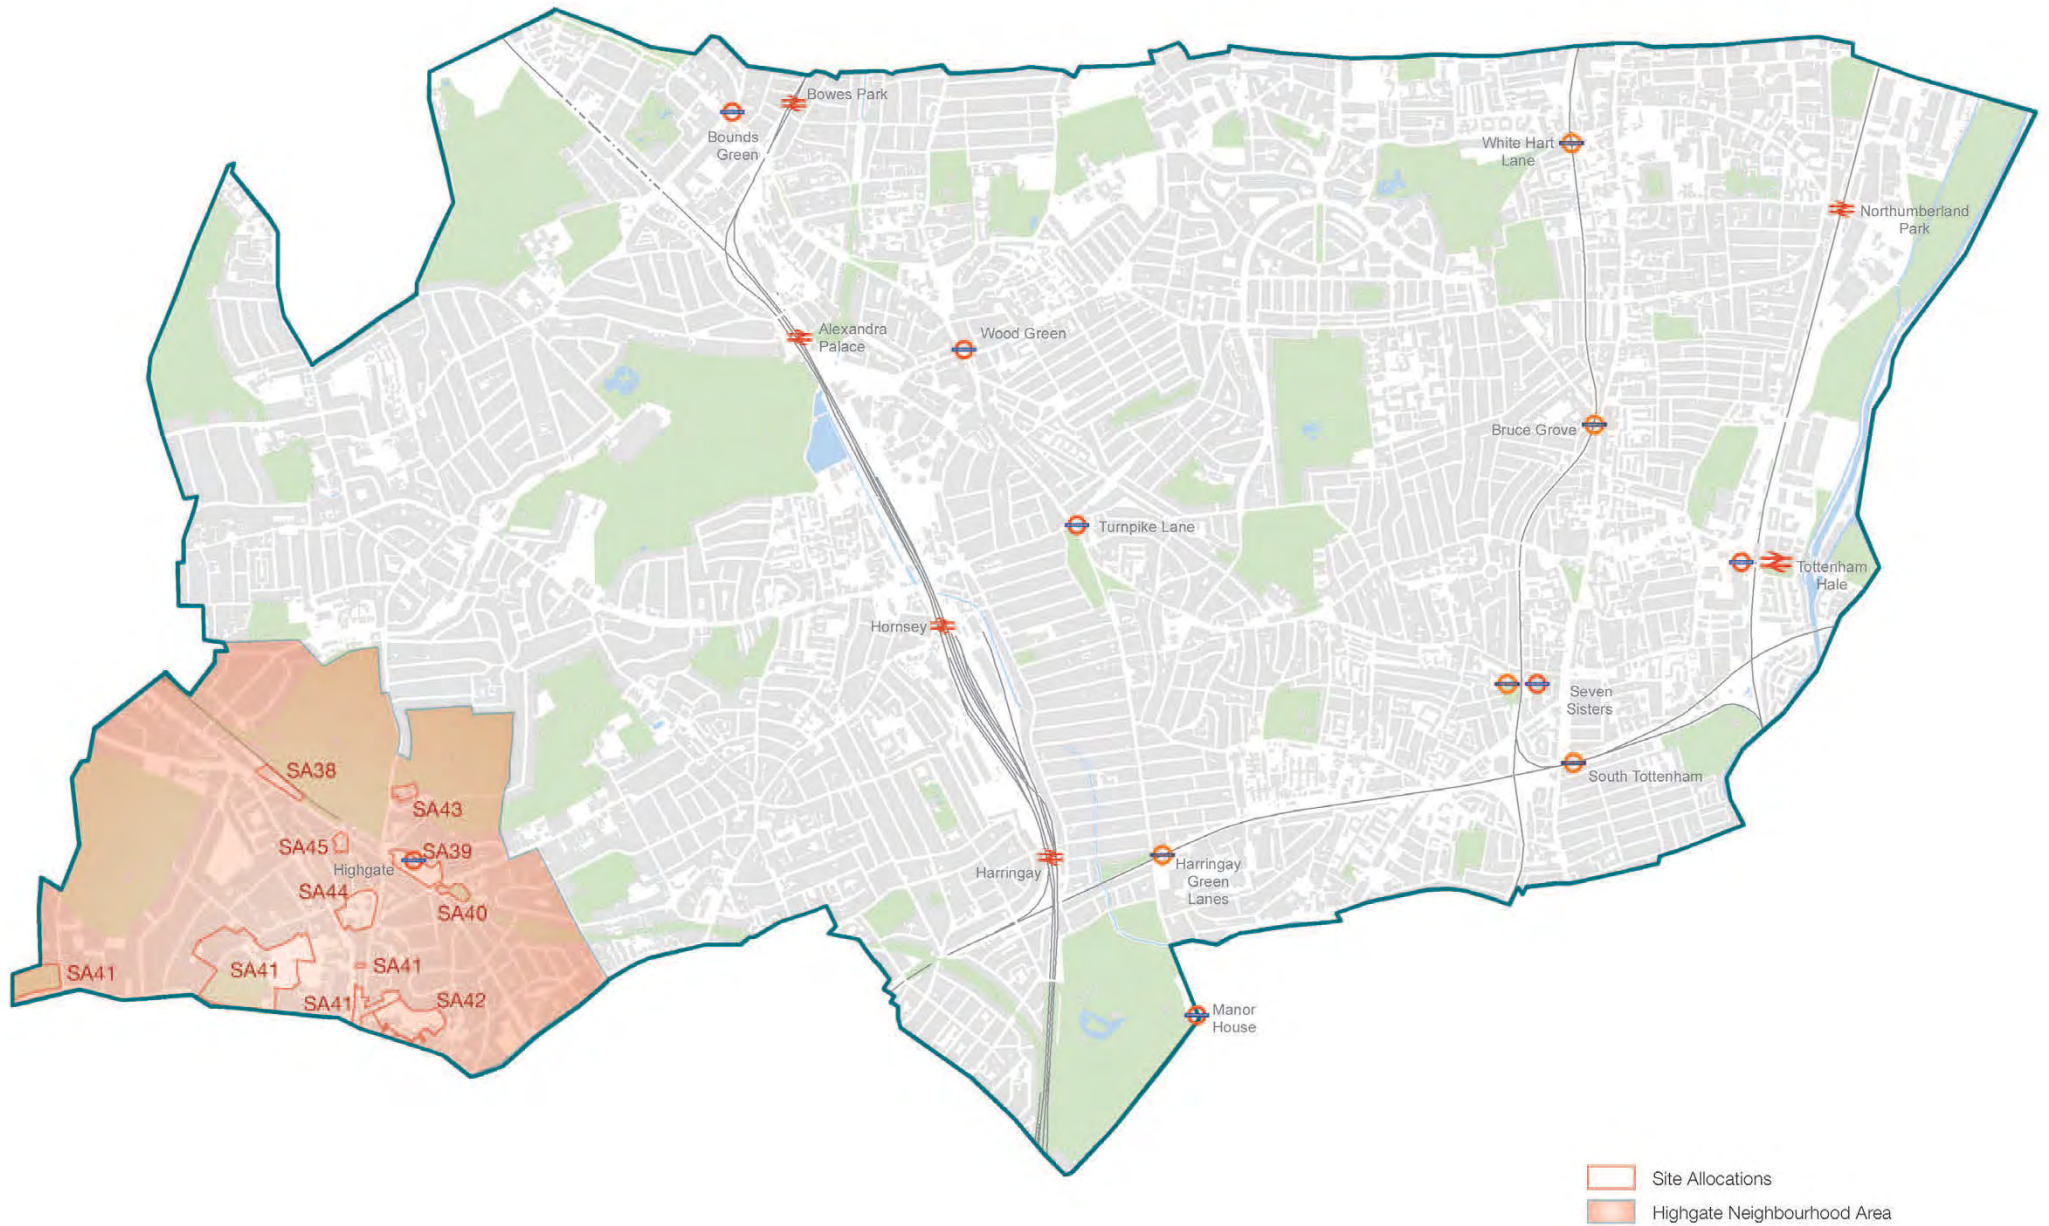 Bowes Park
Bounds
Green
White Hart
Lane
Northumberland
Park
Alexandra
Palace
Wood Green
Bruce Grove
Turnpike Lane
Tottenham
Hale
Hornsey
Seven
Sisters
South Tottenham
SA38
SA43
SA45
SA39
Highgate
SA44
SA40
Harringay
Harringay
Green
Lanes
SA41
SA41
SA41
SA41
SA42
Manor
House
Site Allocations
Highgate Neighbourhood Area